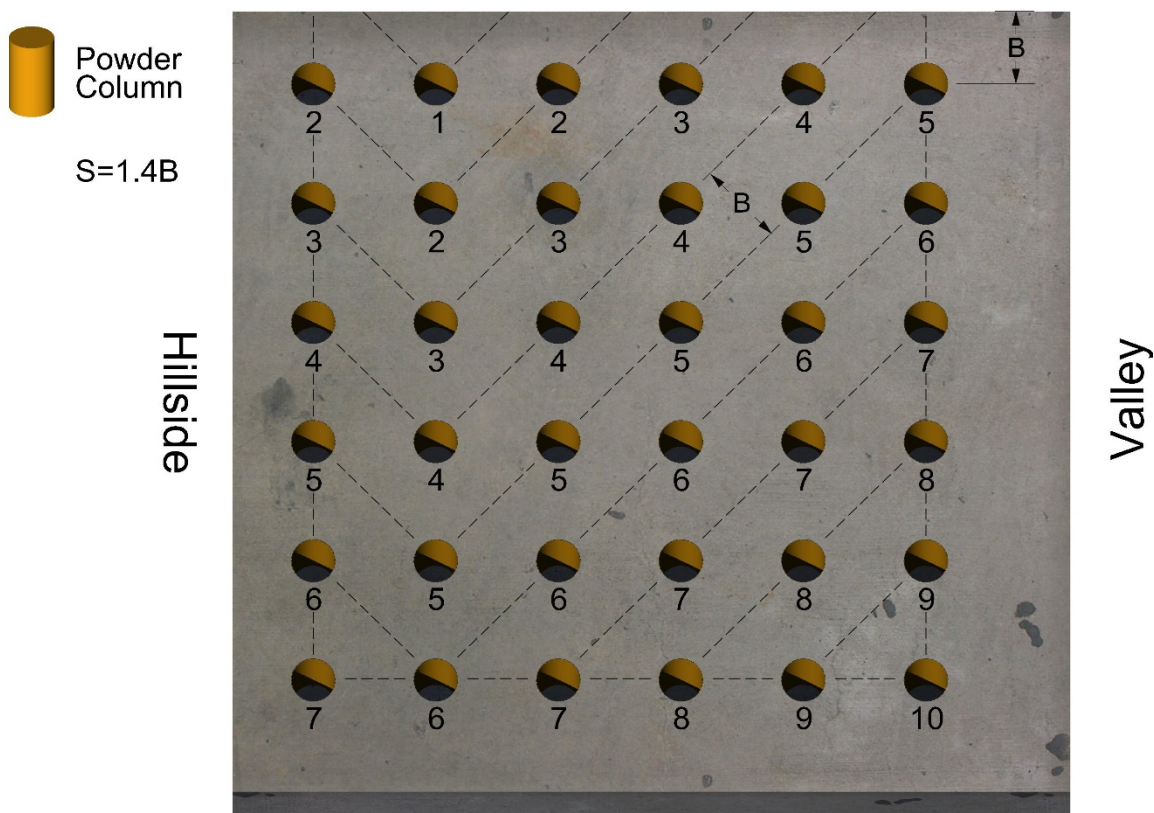 Powder
Column
S=1.4B
B
2 1 2 3 4 5
B
3 2 3 4 5 6
Hillside
Valley
4 3 4 5 6 7
5 4 5 6 7 8
6 5 6 7 8 9
7 6 7 8 9 10